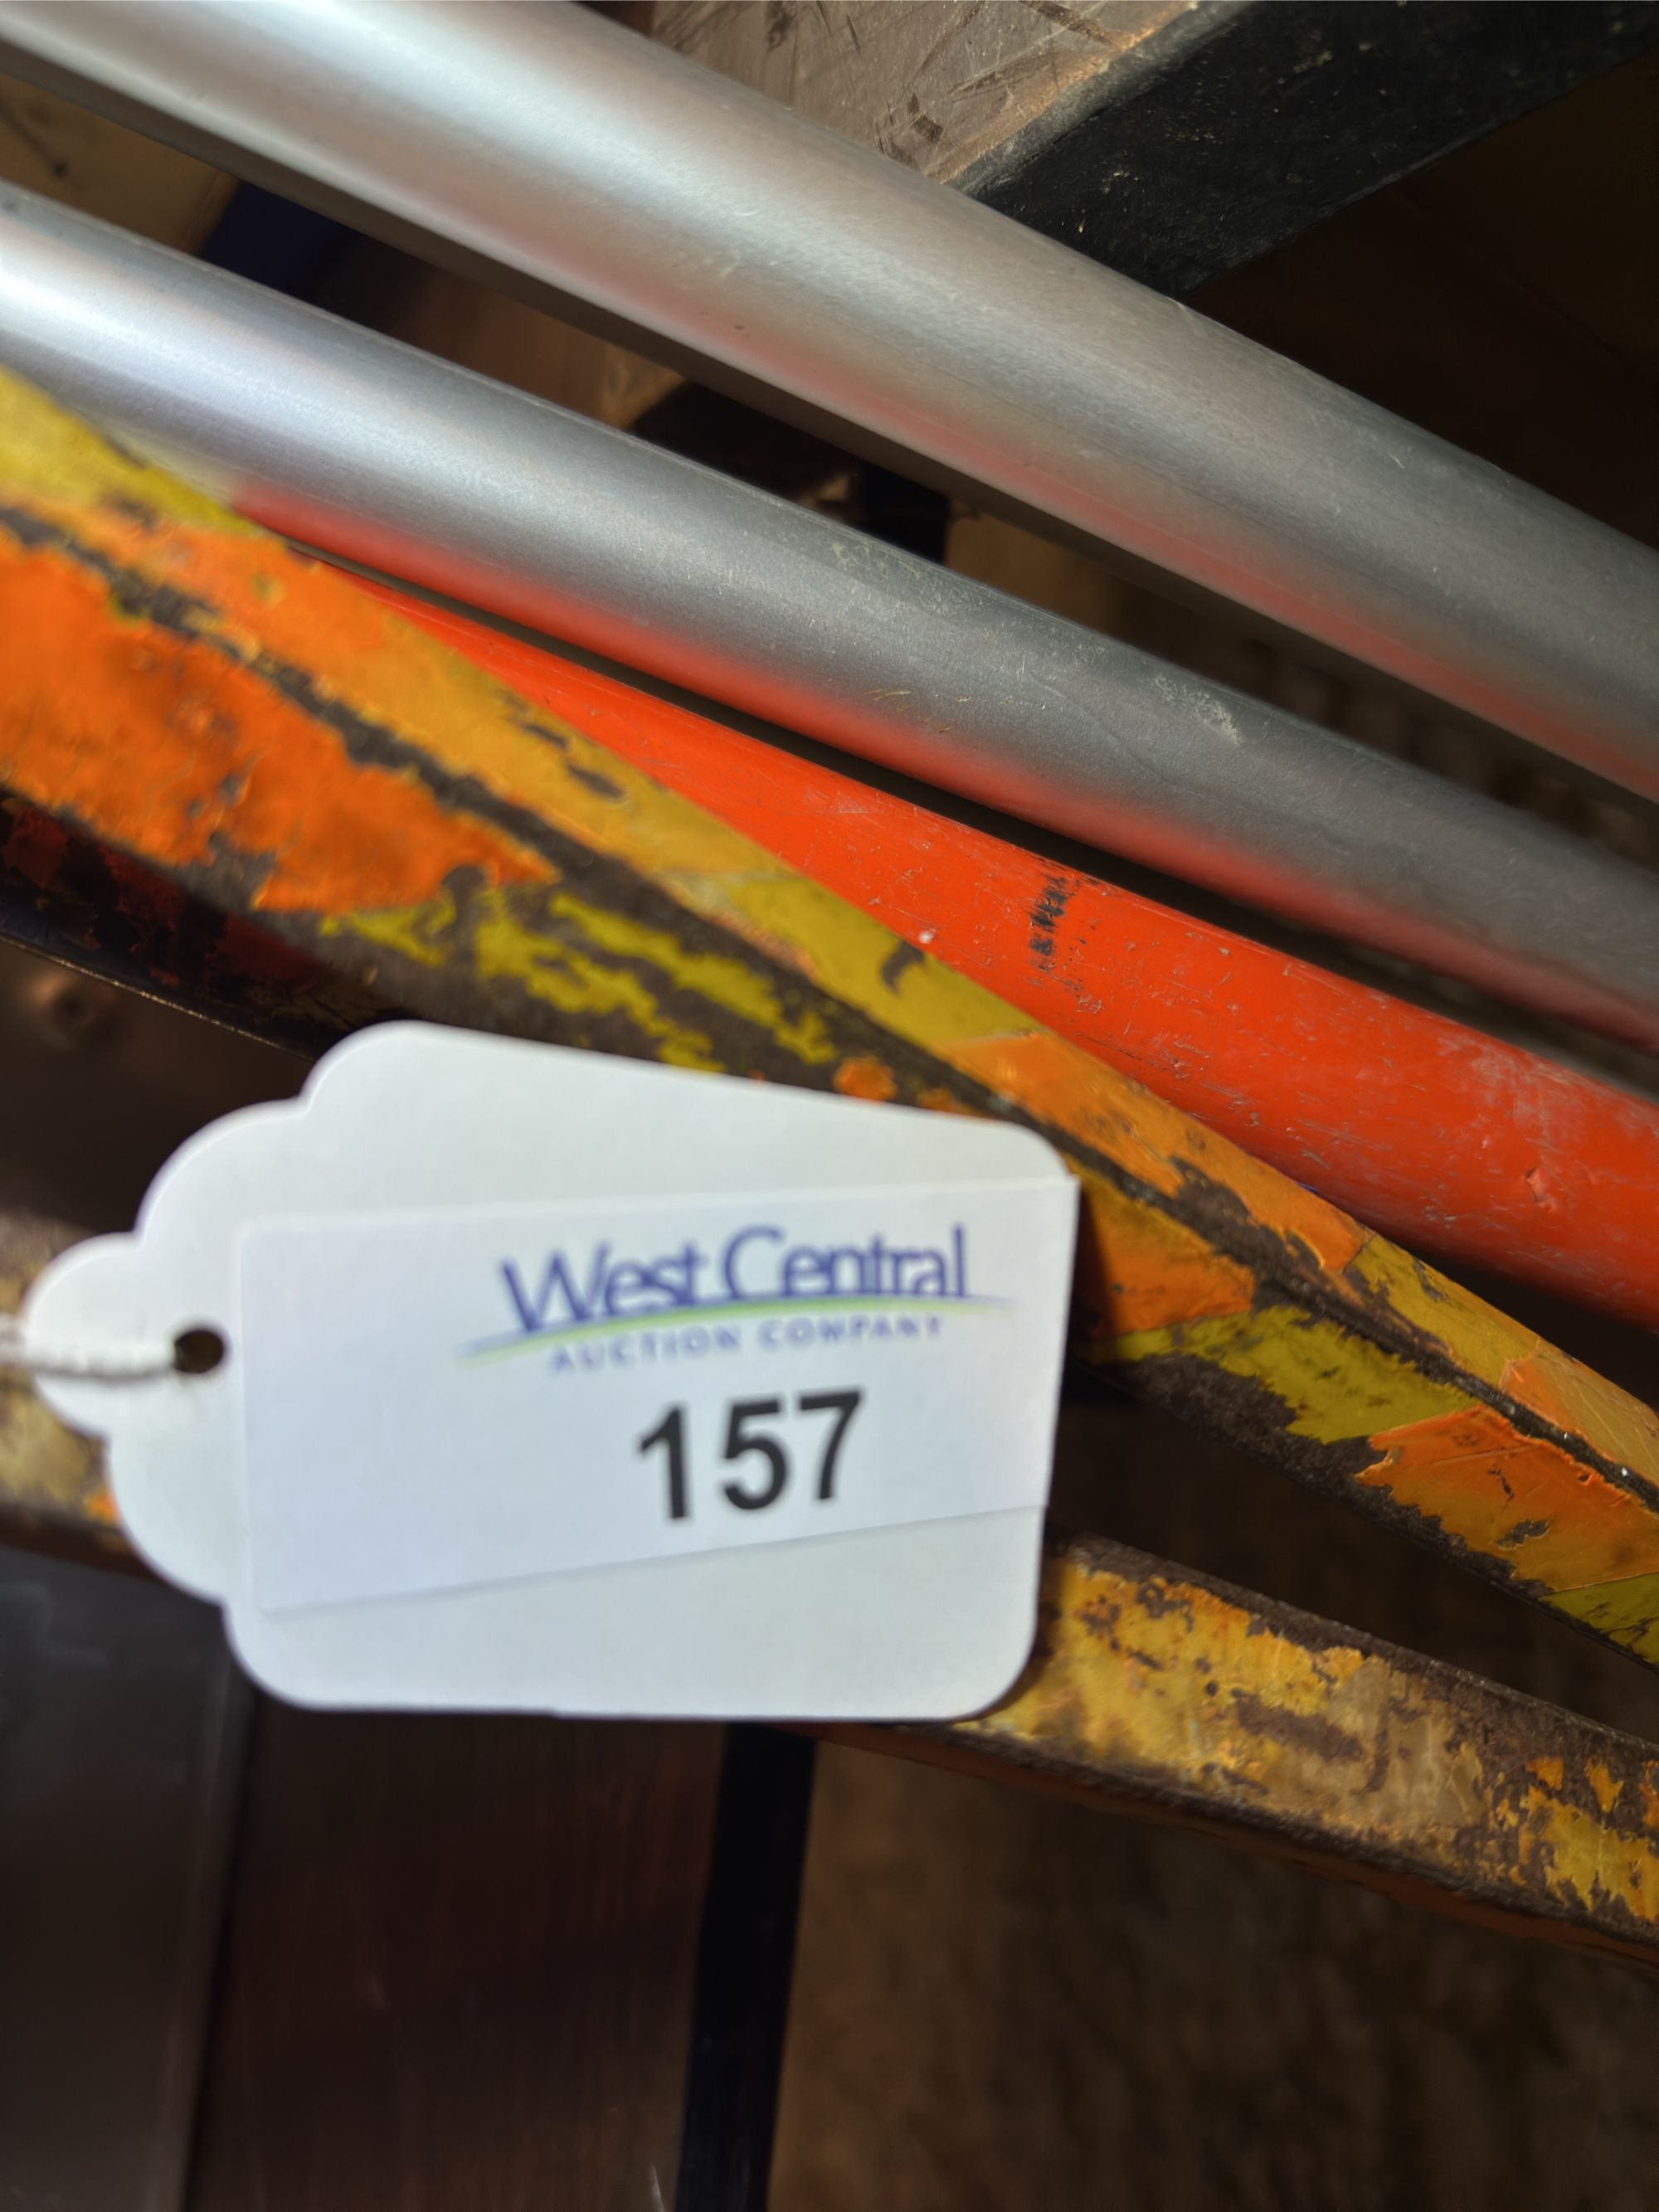 West Central
AUCTION COMPANY
157